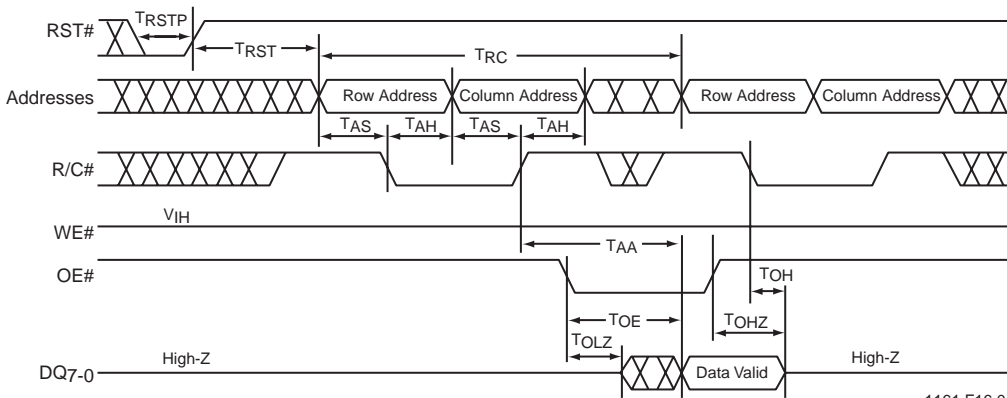 RST#
TRSTP
TRST
TRC
Addresses
Row Address
Column Address
Row Address
Column Address
TAS
TAH
TAS
TAH
R/C#
VIH
WE#
TAA
OE#
TOH
TOE
TOHZ
TOLZ
High-Z
High-Z
DQ7-0
Data Valid